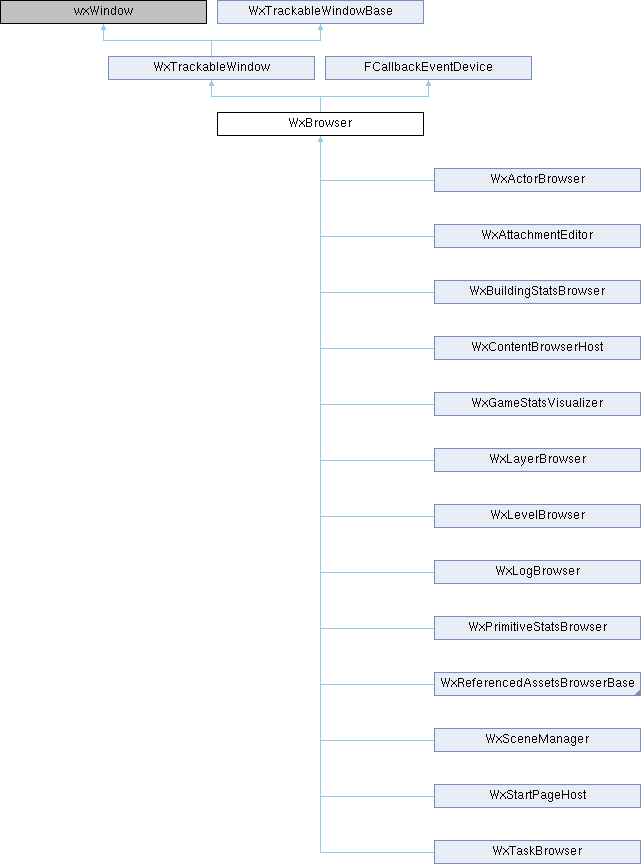 wxWindow
WxTrackableWindowBase
WxTrackableWindow
FCallbackEventDevice
WxBrowser
WxActorBrowser
WxAttachmentEditor
WxBuildingStatsBrowser
WxContentBrowserHost
WxGameStatsVisualizer
WxLayerBrowser
WxLevelBrowser
WxLogBrowser
WxPrimitiveStatsBrowser
WxReferencedAssetsBrowserBase
WxSceneManager
WxStartPageHost
WxTaskBrowser